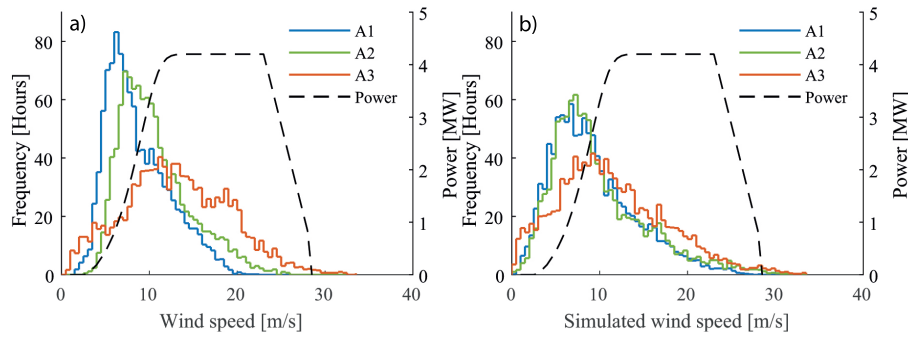 a)
A1
A2
A3
Power
Frequency [Hours]
0
20
40
60
80
0
10
20
30
40
Wind speed [m/s]
0
1
2
3
4
5
Power [MW]
b)
A1
A2
A3
Power
Frequency [Hours]
0
20
40
60
80
0
10
20
30
40
Simulated wind speed [m/s]
0
1
2
3
4
5
Power [MW]